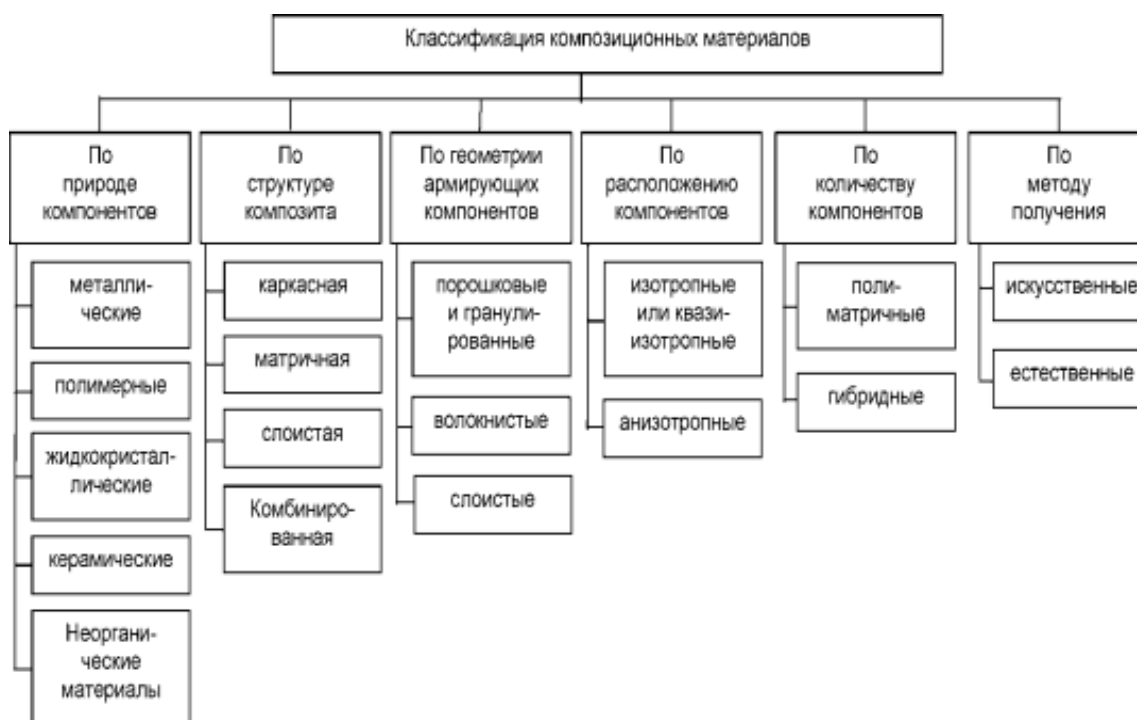 Классификация композиционных материалов
По
природе
компонентов
металли-
ческие
полимерные
жидкокристал-
лические
керамические
Неоргани-
ческие
материалы
По
структуре
композита
каркасная
матричная
слоистая
Комбиниро-
ванная
По геометрии
армирующих
компонентов
порошковые
и гранули-
рованные
волокнистые
слоистые
По
расположению
компонентов
изотропные
или квази-
изотропные
анизотропные
По
количеству
компонентов
поли-
матричные
гибридные
По
методу
получения
искусственные
естественные